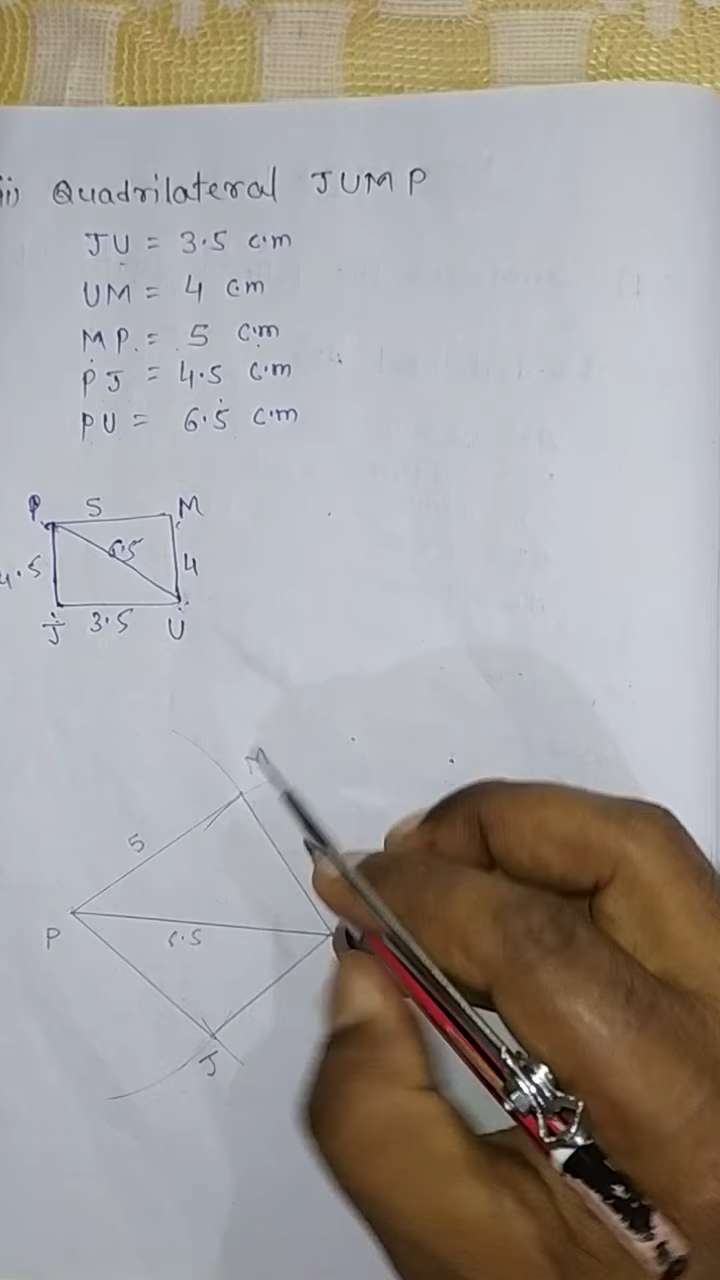 ii) Quadrilateral JUMP
JU = 3.5 cm
UM = 4 cm
MP = 5 cm
PJ = 4.5 cm
PU = 6.5 cm
P 5 M
6.5
4.5 4
J 3.5 U
M
5
P 6.5
J